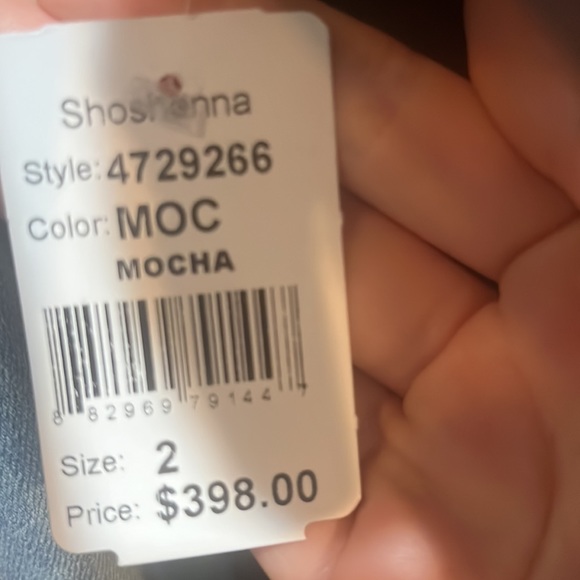 Shoshanna
Style: 4729266
Color: MOC
MOCHA
8 82969 79144 7
Size: 2
Price: $398.00